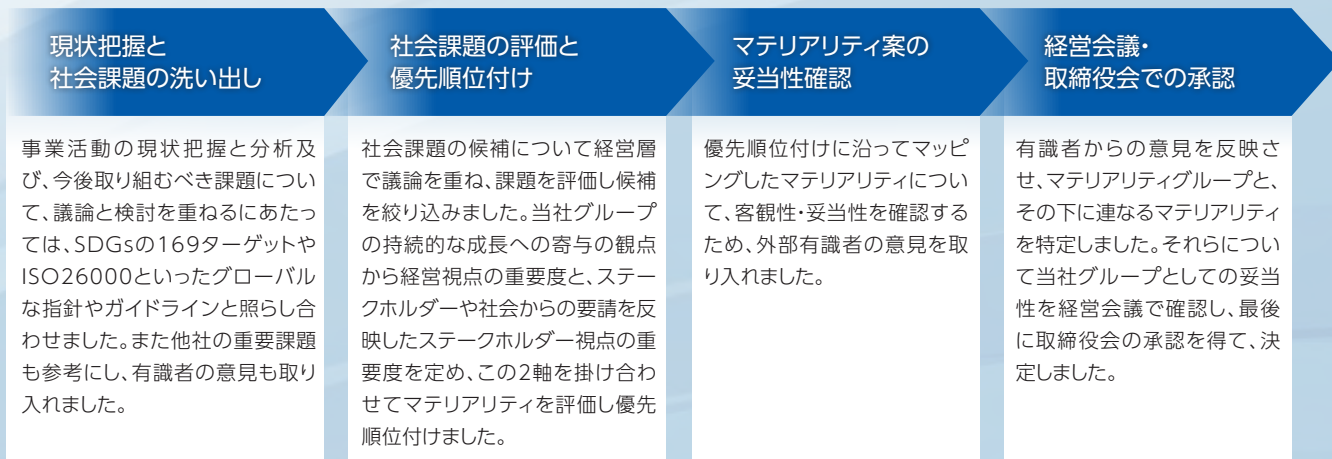 現状把握と
社会課題の洗い出し
事業活動の現状把握と分析及
び、今後取り組むべき課題につい
て、議論と検討を重ねるにあたっ
ては、SDGsの169ターゲットや
ISO26000といったグローバル
な指針やガイドラインと照らし合
わせました。また他社の重要課題
も参考にし、有識者の意見も取り
入れました。
社会課題の評価と
優先順位付け
社会課題の候補について経営層
で議論を重ね、課題を評価し候補
を絞り込みました。当社グループ
の持続的な成長への寄与の観点
から経営視点の重要度と、ステー
クホルダーや社会からの要請を反
映したステークホルダー視点の重
要度を定め、この2軸を掛け合わ
せてマテリアリティを評価し優先
順位付けました。
マテリアリティ案の
妥当性確認
優先順位付けに沿ってマッピ
ングしたマテリアリティについ
て、客観性・妥当性を確認する
ため、外部有識者の意見を取
り入れました。
経営会議・
取締役会での承認
有識者からの意見を反映さ
せ、マテリアリティグループと、
その下に連なるマテリアリティ
を特定しました。それらについ
て当社グループとしての妥当
性を経営会議で確認し、最後
に取締役会の承認を得て、決
定しました。